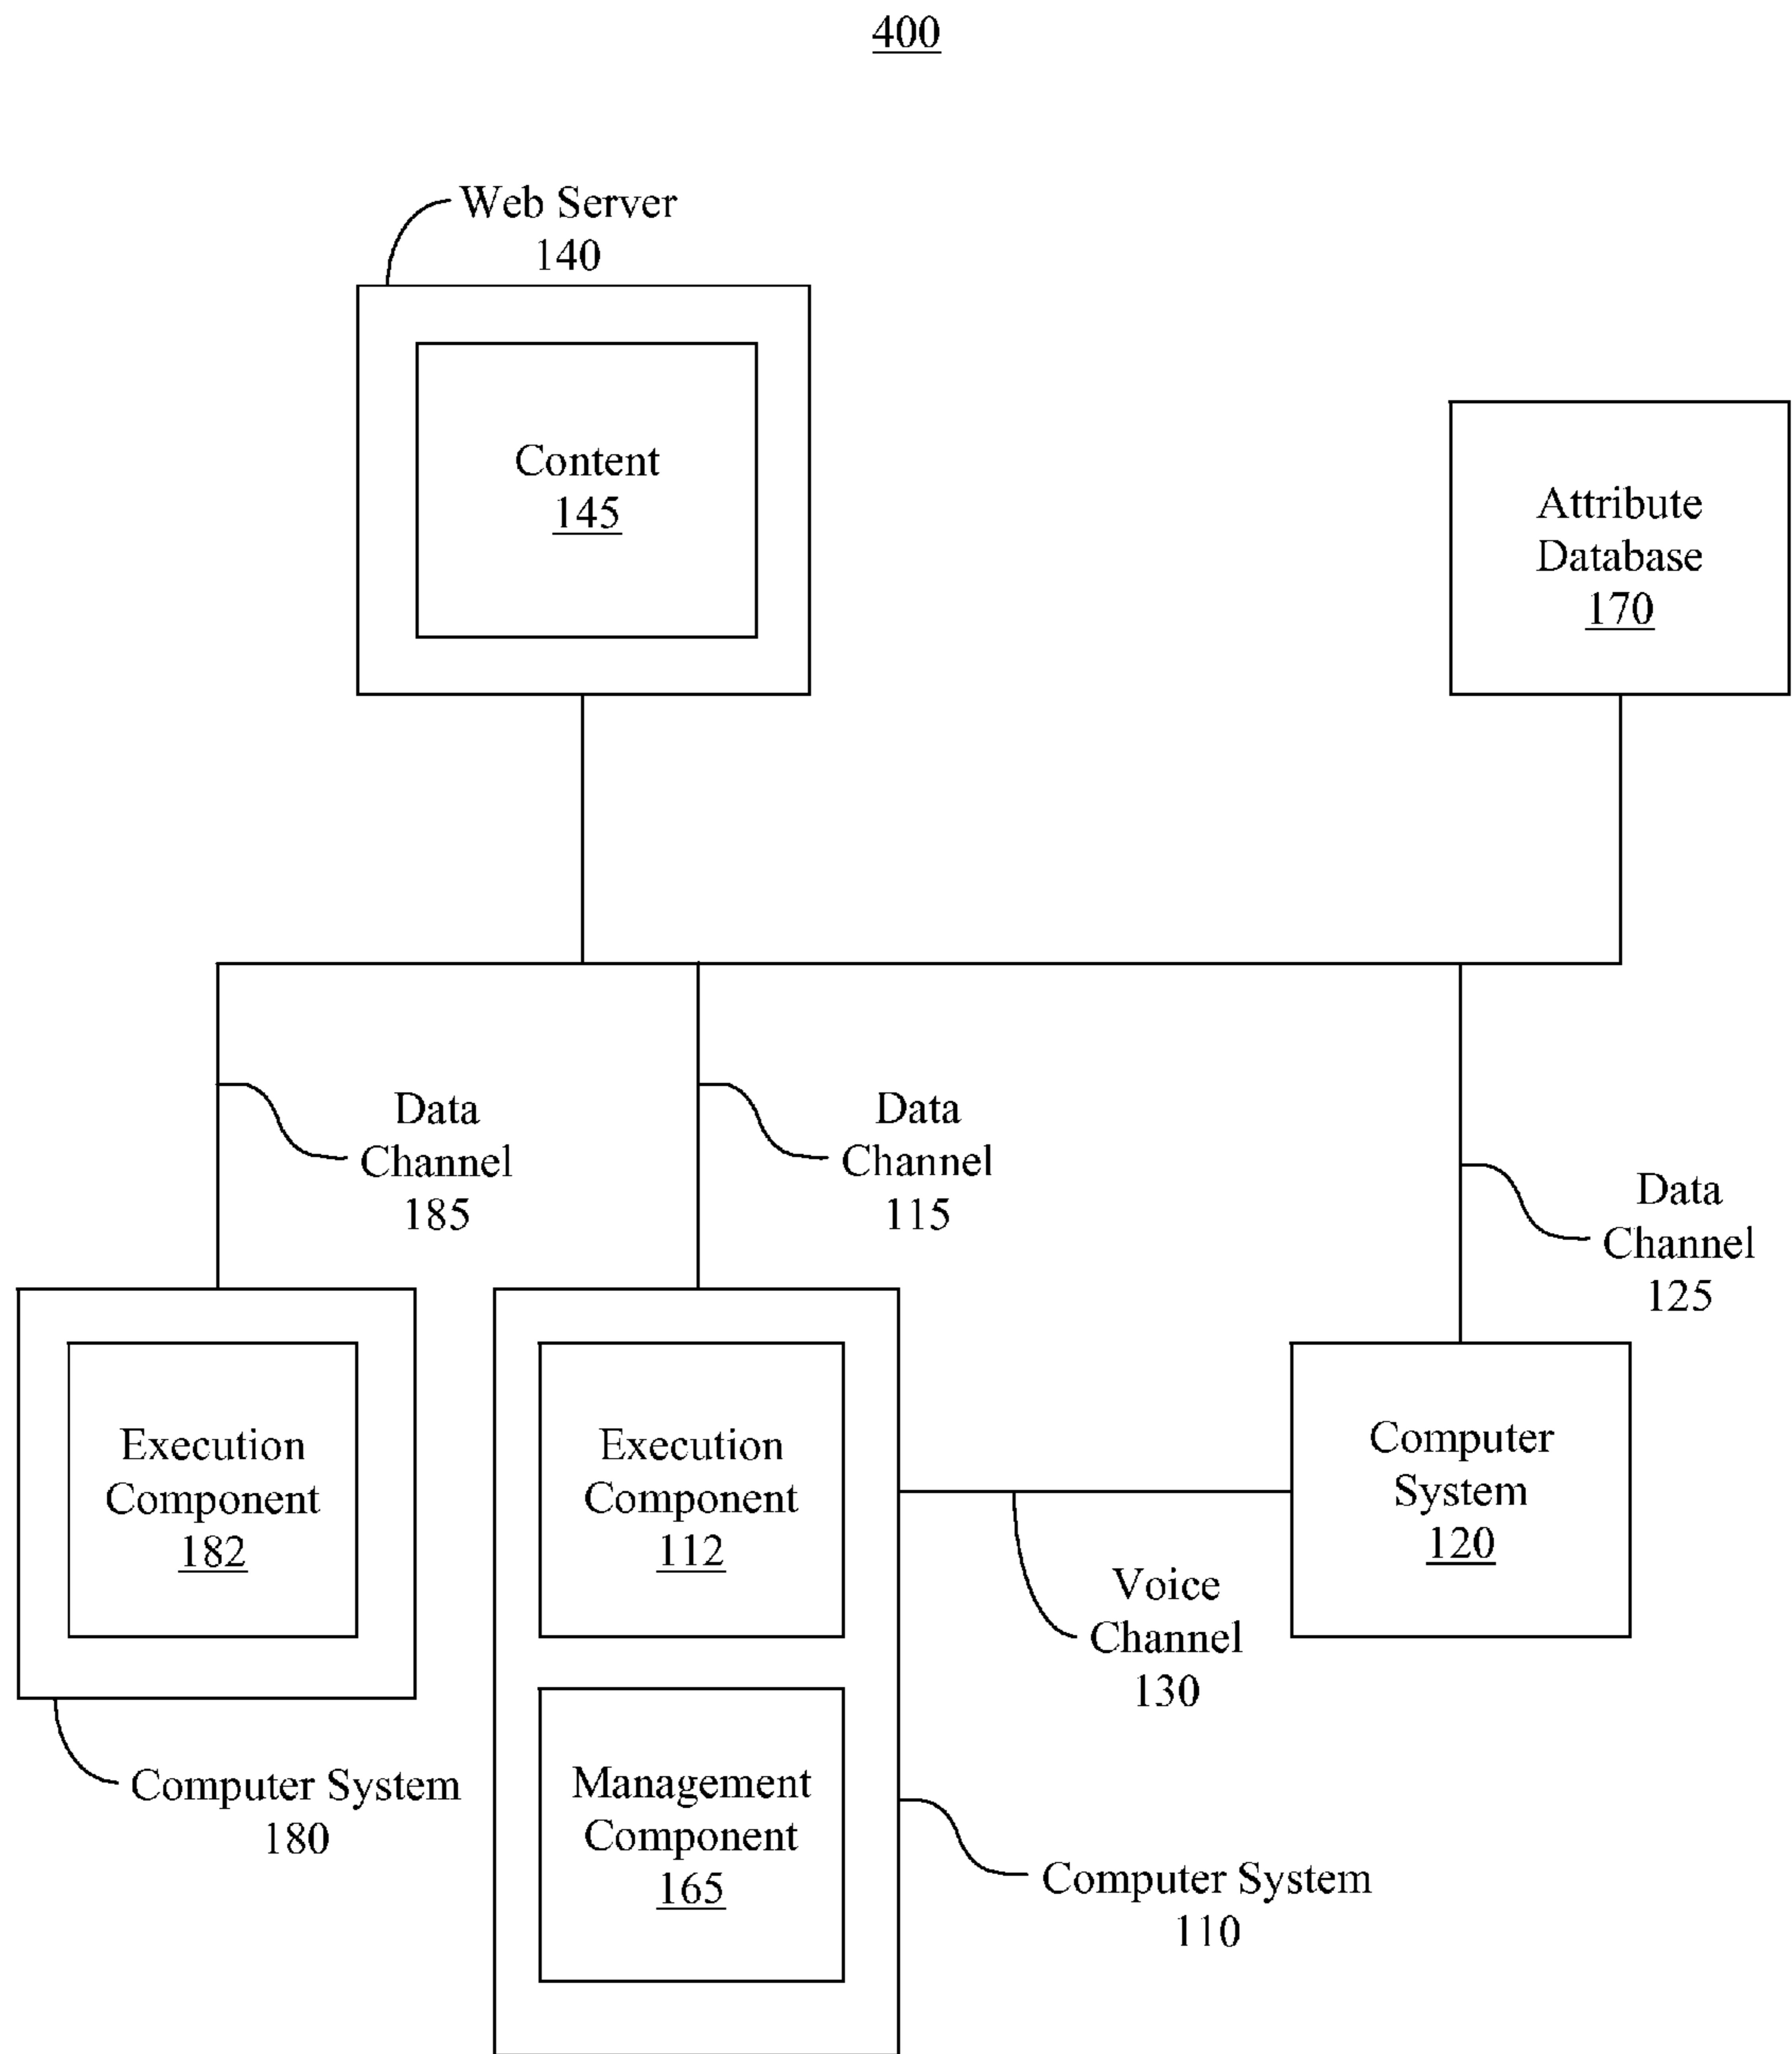 400
Web Server
140
Content
145
Attribute
Database
170
Data
Channel
185
Data
Channel
115
Data
Channel
125
Execution
Component
182
Execution
Component
112
Computer
System
120
Voice
Channel
130
Management
Component
165
Computer System
180
Computer System
110